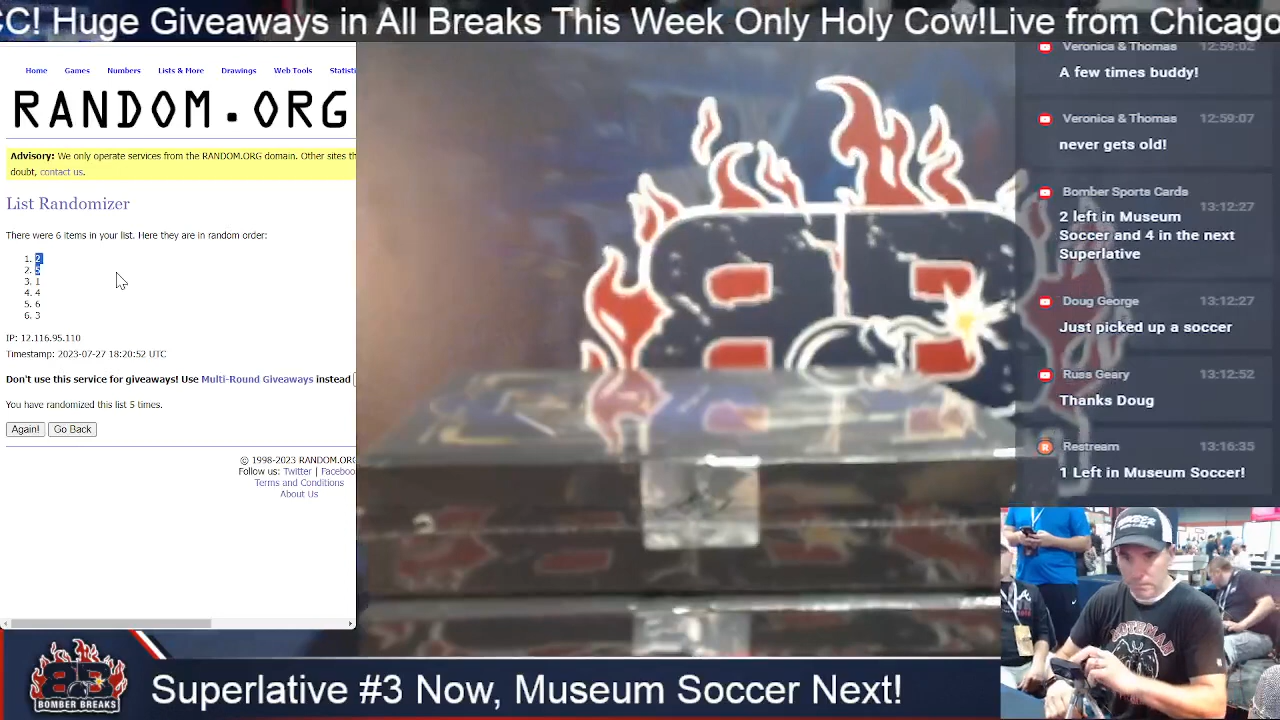 CC! Huge Giveaways in All Breaks This Week Only Holy Cow!Live from Chicago
Home Games Numbers Lists & More Drawings Web Tools Statisti
RANDOM.ORG
Advisory: We only operate services from the RANDOM.ORG domain. Other sites th
doubt, contact us.
List Randomizer
There were 6 items in your list. Here they are in random order:
1. 2
2. 5
3. 1
4. 4
5. 6
6. 3
IP: 12.116.95.110
Timestamp: 2023-07-27 18:20:52 UTC
Don't use this service for giveaways! Use Multi-Round Giveaways instead
You have randomized this list 5 times.
Again! Go Back
© 1998-2023 RANDOM.ORG
Follow us: Twitter | Faceboo
Terms and Conditions
About Us
Veronica & Thomas 12:59:02
A few times buddy!
Veronica & Thomas 12:59:07
never gets old!
Bomber Sports Cards 13:12:27
2 left in Museum
Soccer and 4 in the next
Superlative
Doug George 13:12:27
Just picked up a soccer
Russ Geary 13:12:52
Thanks Doug
Restream 13:16:35
1 Left in Museum Soccer!
BB
BB
BOMBER BREAKS
Superlative #3 Now, Museum Soccer Next!